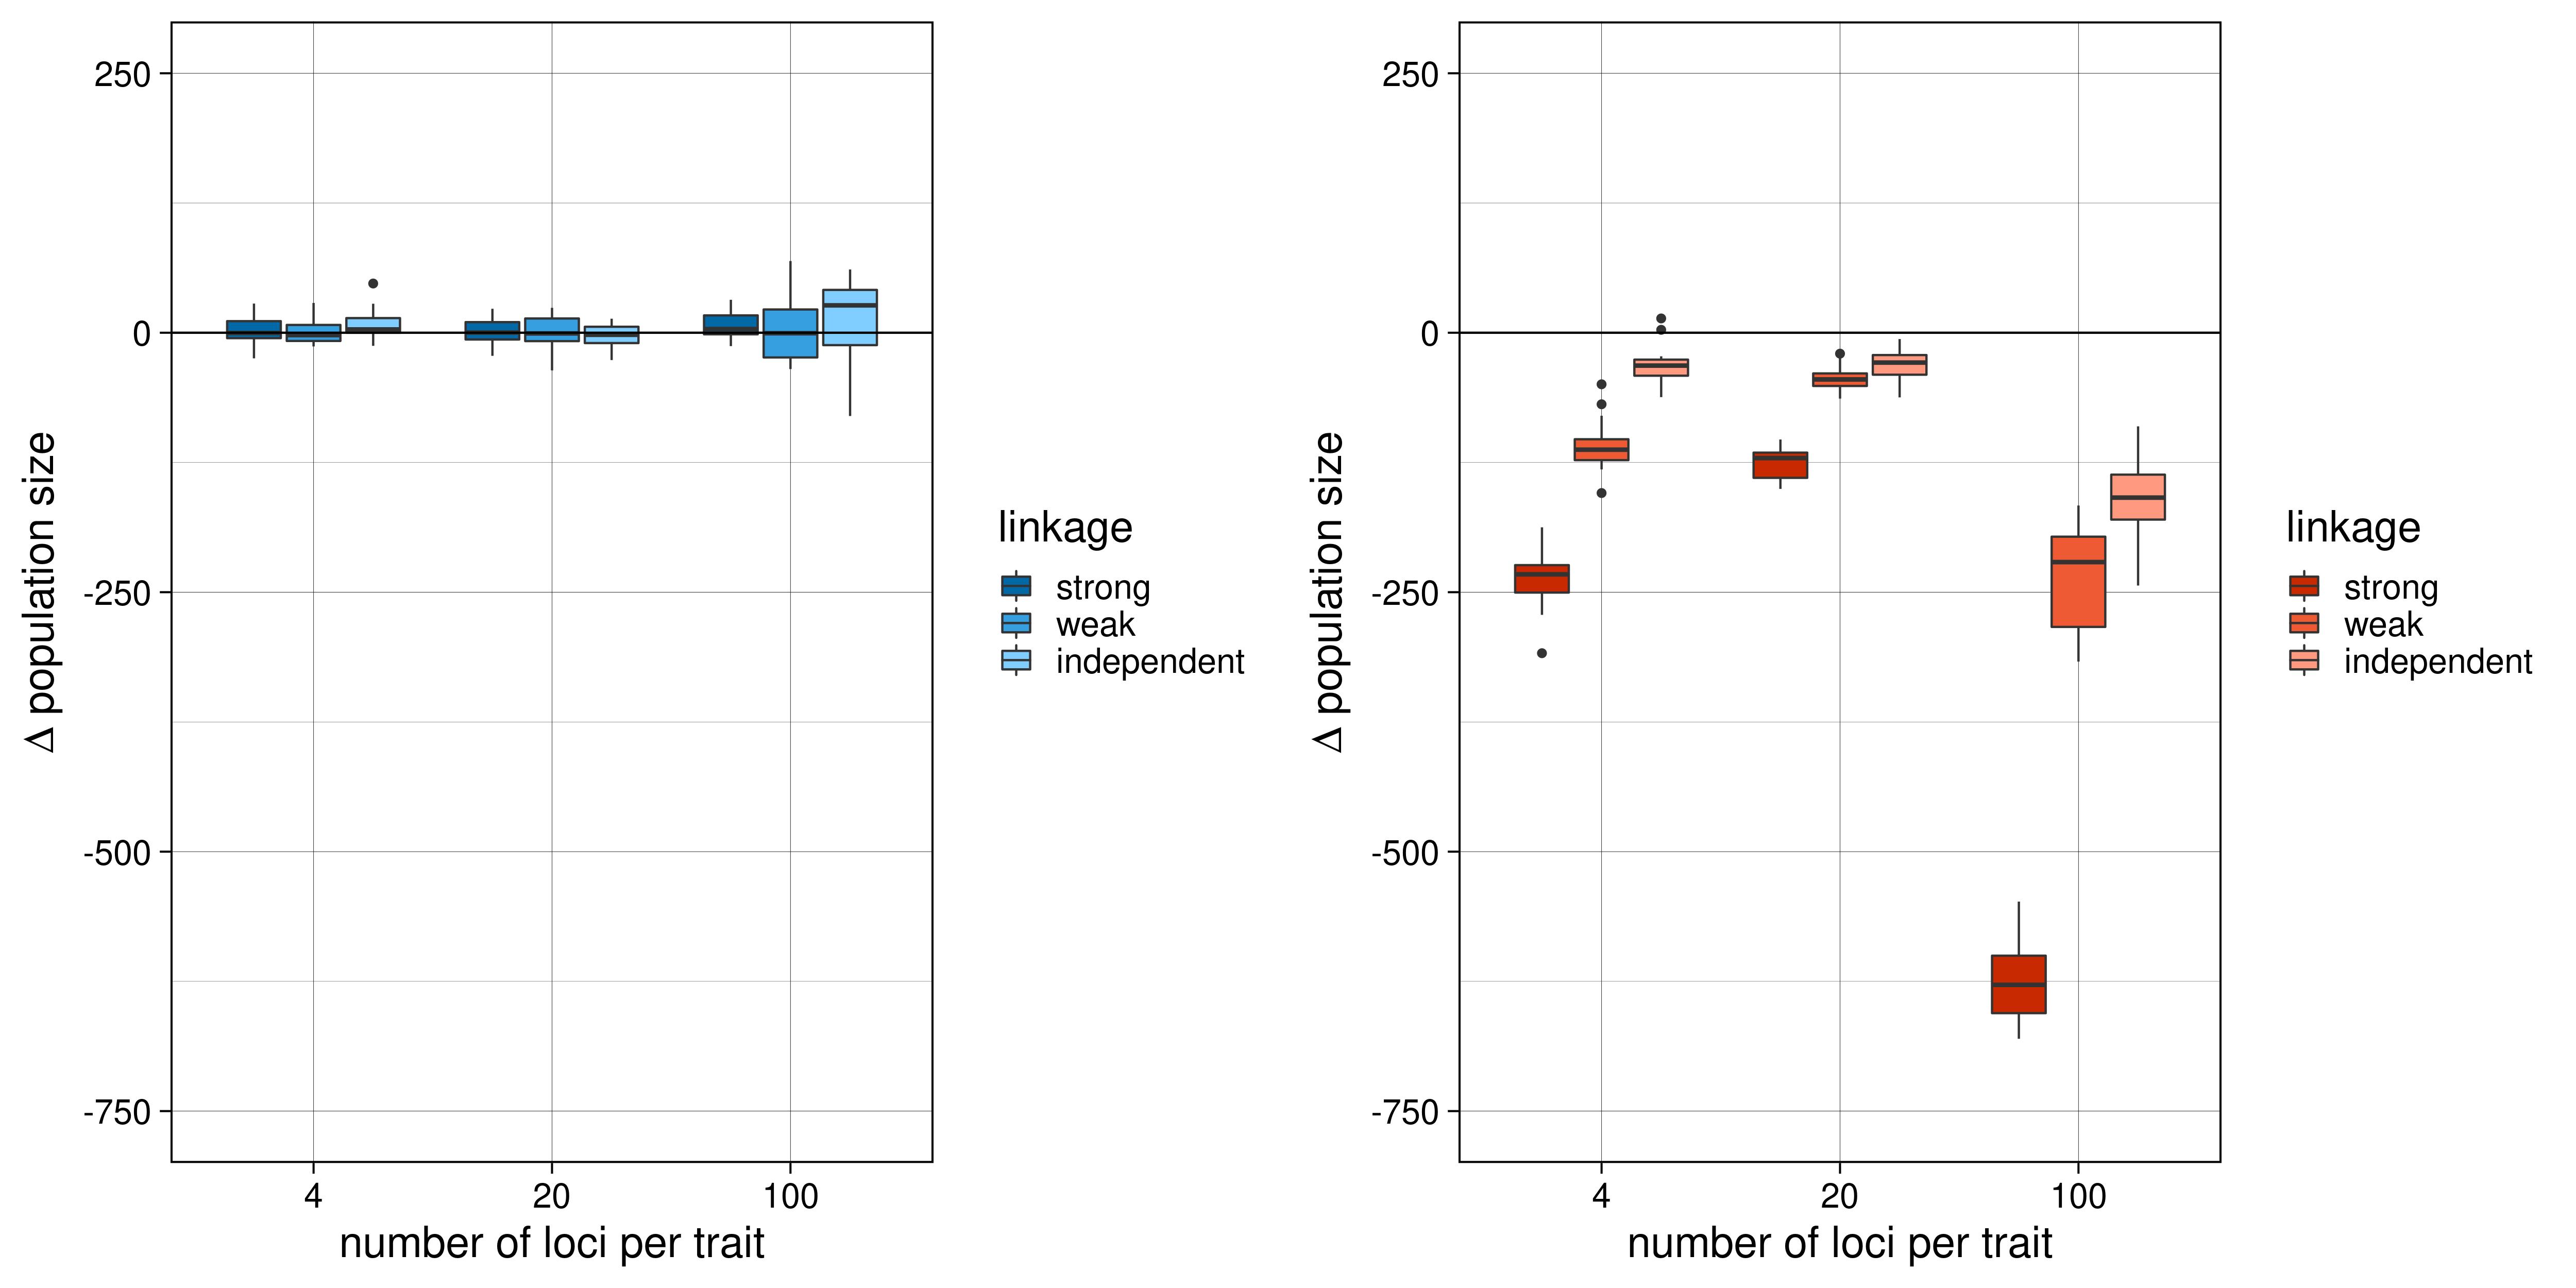 250
0
-250
-500
-750
Δ population size
4
20
100
number of loci per trait
linkage
strong
weak
independent
250
0
-250
-500
-750
Δ population size
4
20
100
number of loci per trait
linkage
strong
weak
independent